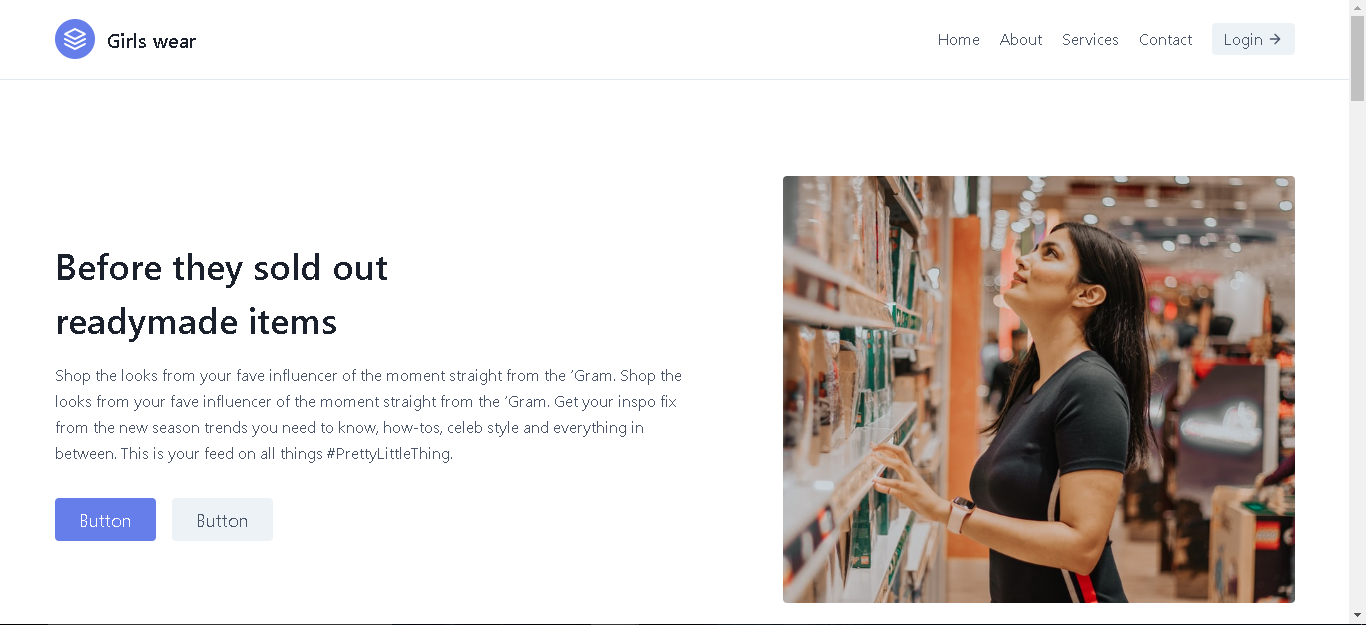 Girls wear
Home About Services Contact Login →
Before they sold out
readymade items
Shop the looks from your fave influencer of the moment straight from the ‘Gram. Shop the
looks from your fave influencer of the moment straight from the ‘Gram. Get your inspo fix
from the new season trends you need to know, how-tos, celeb style and everything in
between. This is your feed on all things #PrettyLittleThing.
Button Button
LEGO